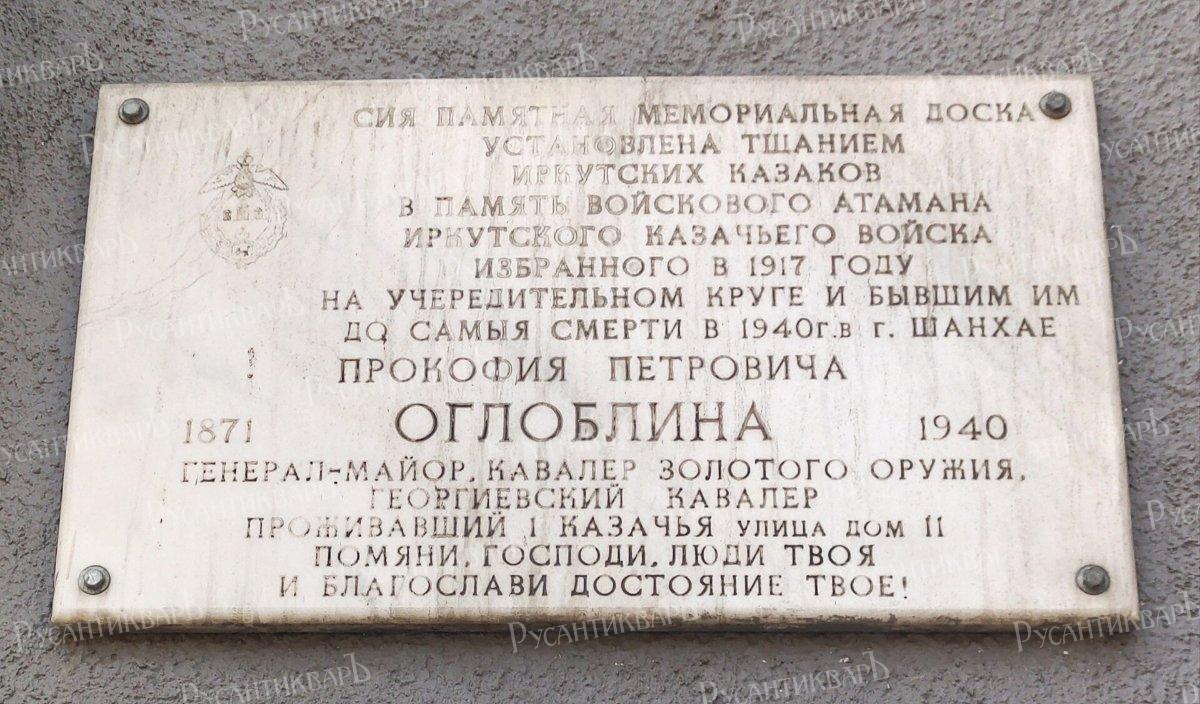 СИЯ ПАМЯТНАЯ МЕМОРИАЛЬНАЯ ДОСКА
УСТАНОВЛЕНА ТЩАНИЕМ
ИРКУТСКИХ КАЗАКОВ
В ПАМЯТЬ ВОЙСКОВОГО АТАМАНА
ИРКУТСКОГО КАЗАЧЬЕГО ВОЙСКА
ИЗБРАННОГО В 1917 ГОДУ
НА УЧЕРЕДИТЕЛЬНОМ КРУГЕ И БЫВШИМ ИМ
ДО САМЫЯ СМЕРТИ В 1940г.в г. ШАНХАЕ
ПРОКОФИЯ ПЕТРОВИЧА
1871 ОГЛОБЛИНА 1940
ГЕНЕРАЛ-МАЙОР, КАВАЛЕР ЗОЛОТОГО ОРУЖИЯ,
ГЕОРГИЕВСКИЙ КАВАЛЕР
ПРОЖИВАВШИЙ 1 КАЗАЧЬЯ УЛИЦА ДОМ 11
ПОМЯНИ, ГОСПОДИ, ЛЮДИ ТВОЯ
И БЛАГОСЛАВИ ДОСТОЯНИЕ ТВОЕ!
РусАнтикварЪ